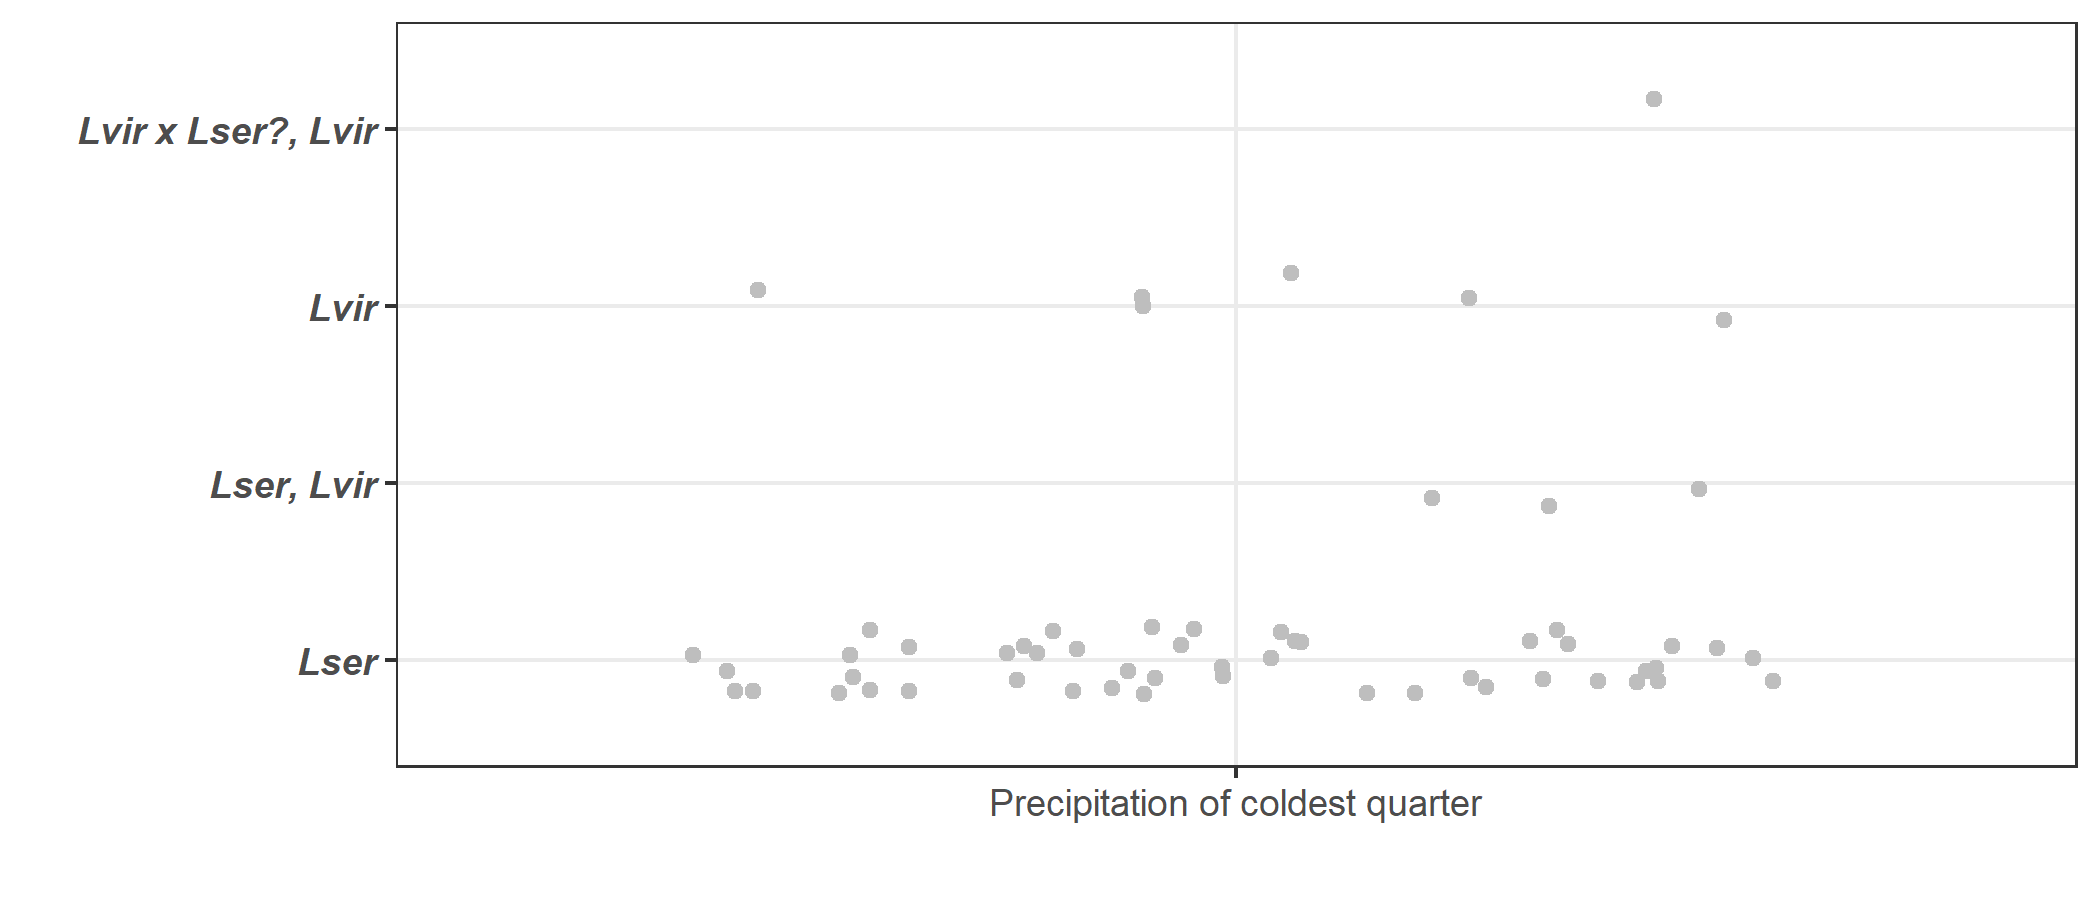 Lvir x Lser?, Lvir
Lvir
Lser, Lvir
Lser
Precipitation of coldest quarter